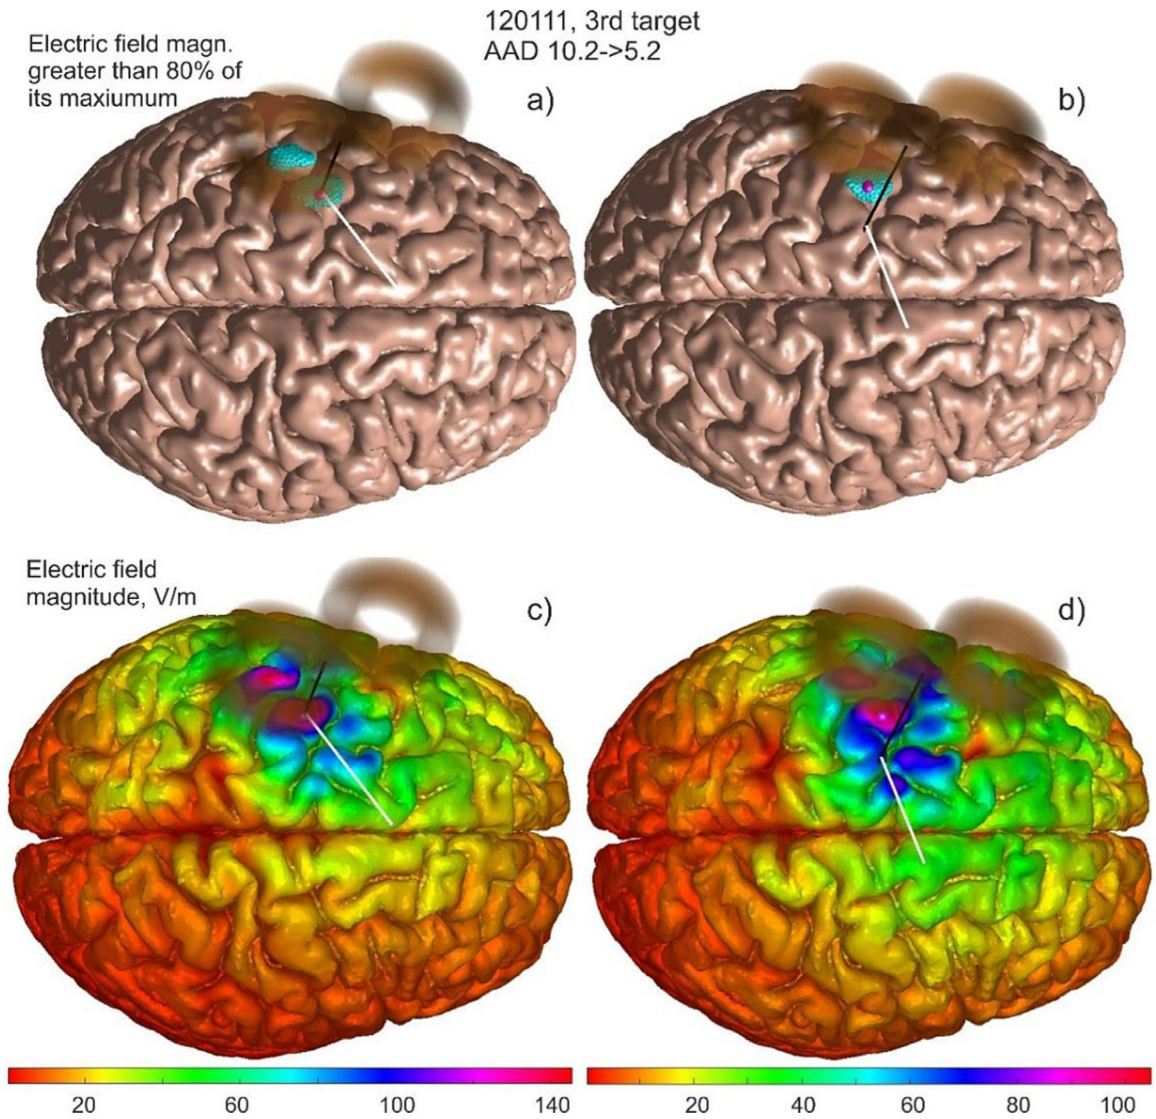 120111, 3rd target
AAD 10.2->5.2
Electric field magn.
greater than 80% of
its maxiumum
a)
b)
Electric field
magnitude, V/m
c)
d)
20 60 100 140
20 40 60 80 100